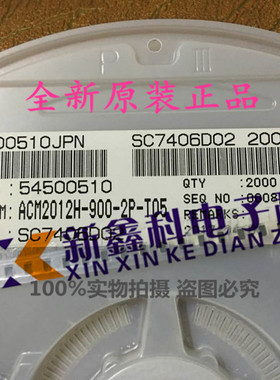 全新原装正品
00510JPN
SC7406D02 200
: 54500510
QTY : 2000
M: ACM2012H-900-2P-T05
SEQ NO
REMARKS
新鑫科电子
XIN XIN KE DIAN Z
100%实物拍摄 盗图必究